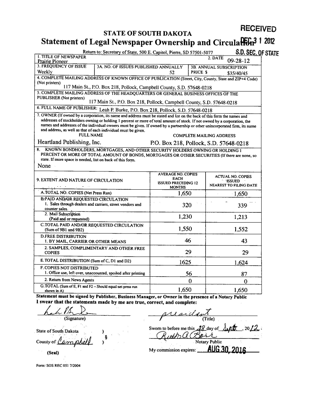 RECEIVED
DEC 31 2012
S.D. SEC. OF STATE
STATE OF SOUTH DAKOTA
Statement of Legal Newspaper Ownership and Circulation
Return to: Secretary of State, 500 E. Capitol, Pierre, SD 57501-5077
1. TITLE OF NEWSPAPER
Prairie Pioneer
2. DATE
09-28-12
3. FREQUENCY OF ISSUE
Weekly
3A. NO. OF ISSUES PUBLISHED ANNUALLY
52
3B. ANNUAL SUBSCRIPTION
PRICE $ $35/40/45
4. COMPLETE MAILING ADDRESS OF KNOWN OFFICE OF PUBLICATION (Street, City, County, State and ZIP+4 Code)
(Not printers)
117 Main St., P.O. Box 218, Pollock, Campbell County, S.D. 57648-0218
5. COMPLETE MAILING ADDRESS OF THE HEADQUARTERS OR GENERAL BUSINESS OFFICES OF THE
PUBLISHER (Not printers)
117 Main St., P.O. Box 218, Pollock, Campbell County, S.D. 57648-0218
6. FULL NAME OF PUBLISHER: Leah P. Burke, P.O. Box 218, Pollock, S.D. 57648-0218
7. OWNER (If owned by a corporation, its name and address must be stated and
addresses of stockholders owning or holding 1 percent or more of total amount of stock. If not owned by a corporation, the
names and addresses of the individual owners must be given. If owned by a partnership or other unincorporated firm, its name
and address, as well as that of each individual must be given.
FULL NAME
COMPLETE MAILING ADDRESS
Heartland Publishing, Inc.
P.O. Box 218, Pollock, S.D. 57648-0218
8. KNOWN BONDHOLDERS, MORTGAGEES, AND OTHER SECURITY HOLDERS OWNING OR HOLDING 1
PERCENT OR MORE OF TOTAL AMOUNT OF BONDS, MORTGAGES OR OTHER SECURITIES (If there are none, so
state. If more space is needed, list on back of this form.
None
9. EXTENT AND NATURE OF CIRCULATION
AVERAGE NO. COPIES
EACH
ISSUED PRECEDING 12
MONTHS
ACTUAL NO. COPIES
ISSUED
NEAREST TO FILING DATE
A. TOTAL NO. COPIES (Net Press Run)
1,650
1,650
B. PAID AND/OR REQUESTED CIRCULATION
1. Sales through dealers and carriers, street vendors and
counter sales
320
339
2. Mail Subscription
(Paid and or requested)
1,230
1,213
C. TOTAL PAID AND/OR REQUESTED CIRCULATION
(Sum of 9B1 and 9B2)
1,550
1,552
D. FREE DISTRIBUTION
1. BY MAIL, CARRIER OR OTHER MEANS
46
43
2. SAMPLES, COMPLIMENTARY AND OTHER FREE
COPIES
29
29
E. TOTAL DISTRIBUTION (Sum of C, D1 and D2)
1625
1,624
F. COPIES NOT DISTRIBUTED
1. Office use, left over, unaccounted, spoiled after printing
56
87
2. Return from News Agents
0
0
G. TOTAL (Sum of E, F1 and F2 - Should equal net press run
shown in A)
1,650
1,650
Statement must be signed by Publisher, Business Manager, or Owner in the presence of a Notary Public
I swear that the statements made by me are true, correct, and complete:
(Signature)
president
(Title)
State of South Dakota )
§
County of Campbell )
(Seal)
Sworn to before me this 28 day of Sept, 2012.
Notary Public
My commission expires: AUG 30, 2016
Form: SOS REC 051 7/2004